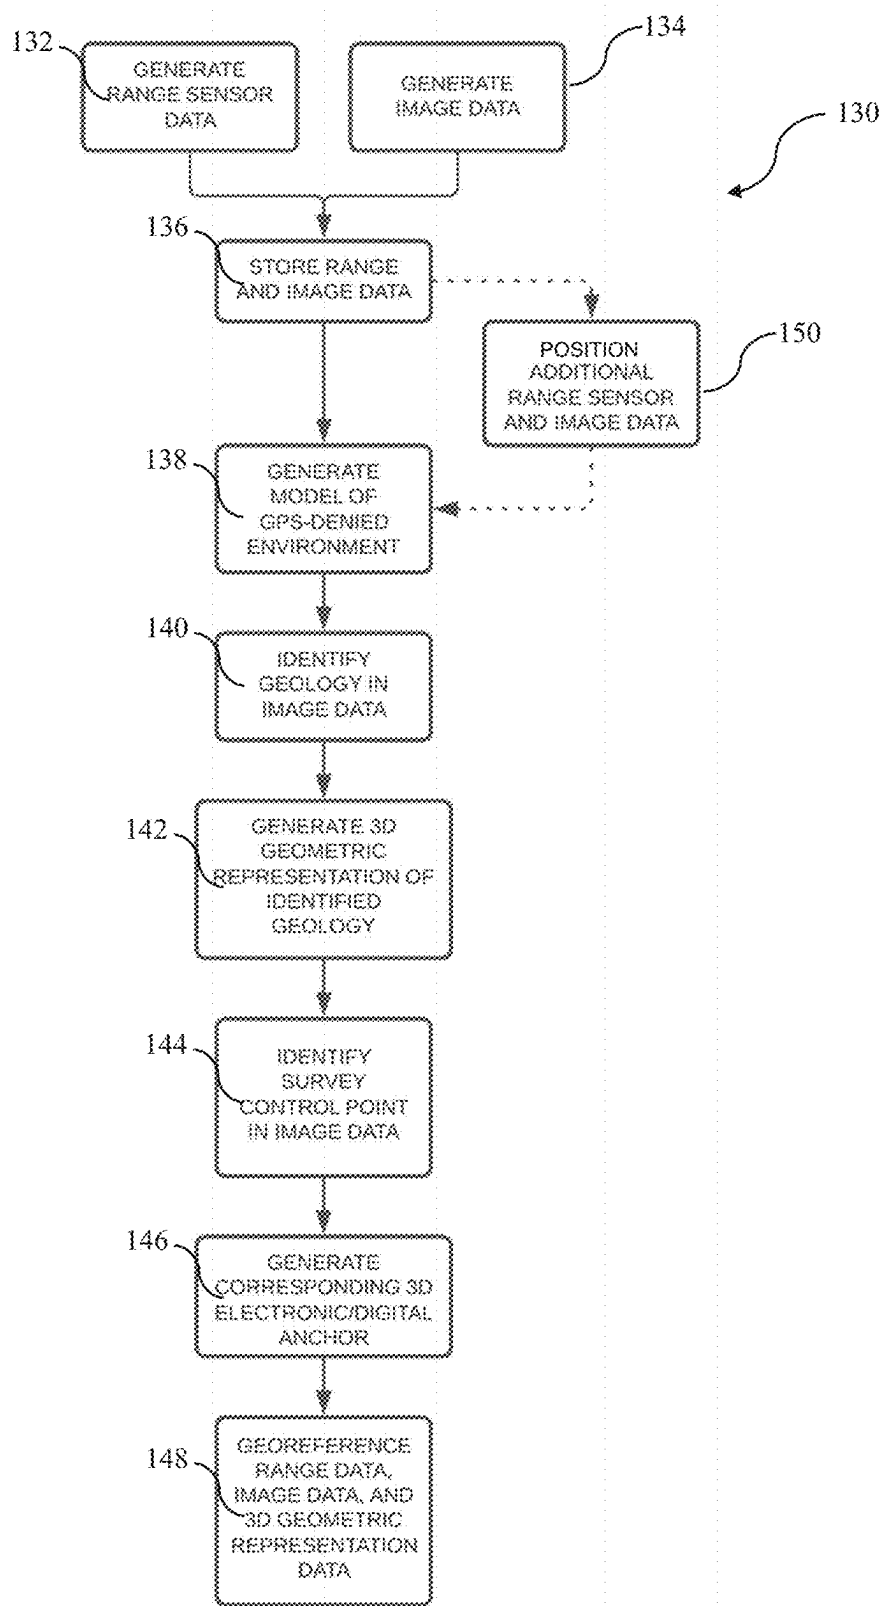 132
GENERATE
RANGE SENSOR
DATA
134
GENERATE
IMAGE DATA
130
136
STORE RANGE
AND IMAGE DATA
150
POSITION
ADDITIONAL
RANGE SENSOR
AND IMAGE DATA
138
GENERATE
MODEL OF
GPS-DENIED
ENVIRONMENT
140
IDENTIFY
GEOLOGY IN
IMAGE DATA
142
GENERATE 3D
GEOMETRIC
REPRESENTATION OF
IDENTIFIED
GEOLOGY
144
IDENTIFY
SURVEY
CONTROL POINT
IN IMAGE DATA
146
GENERATE
CORRESPONDING 3D
ELECTRONIC/DIGITAL
ANCHOR
148
GEOREFERENCE
RANGE DATA,
IMAGE DATA, AND
3D GEOMETRIC
REPRESENTATION
DATA